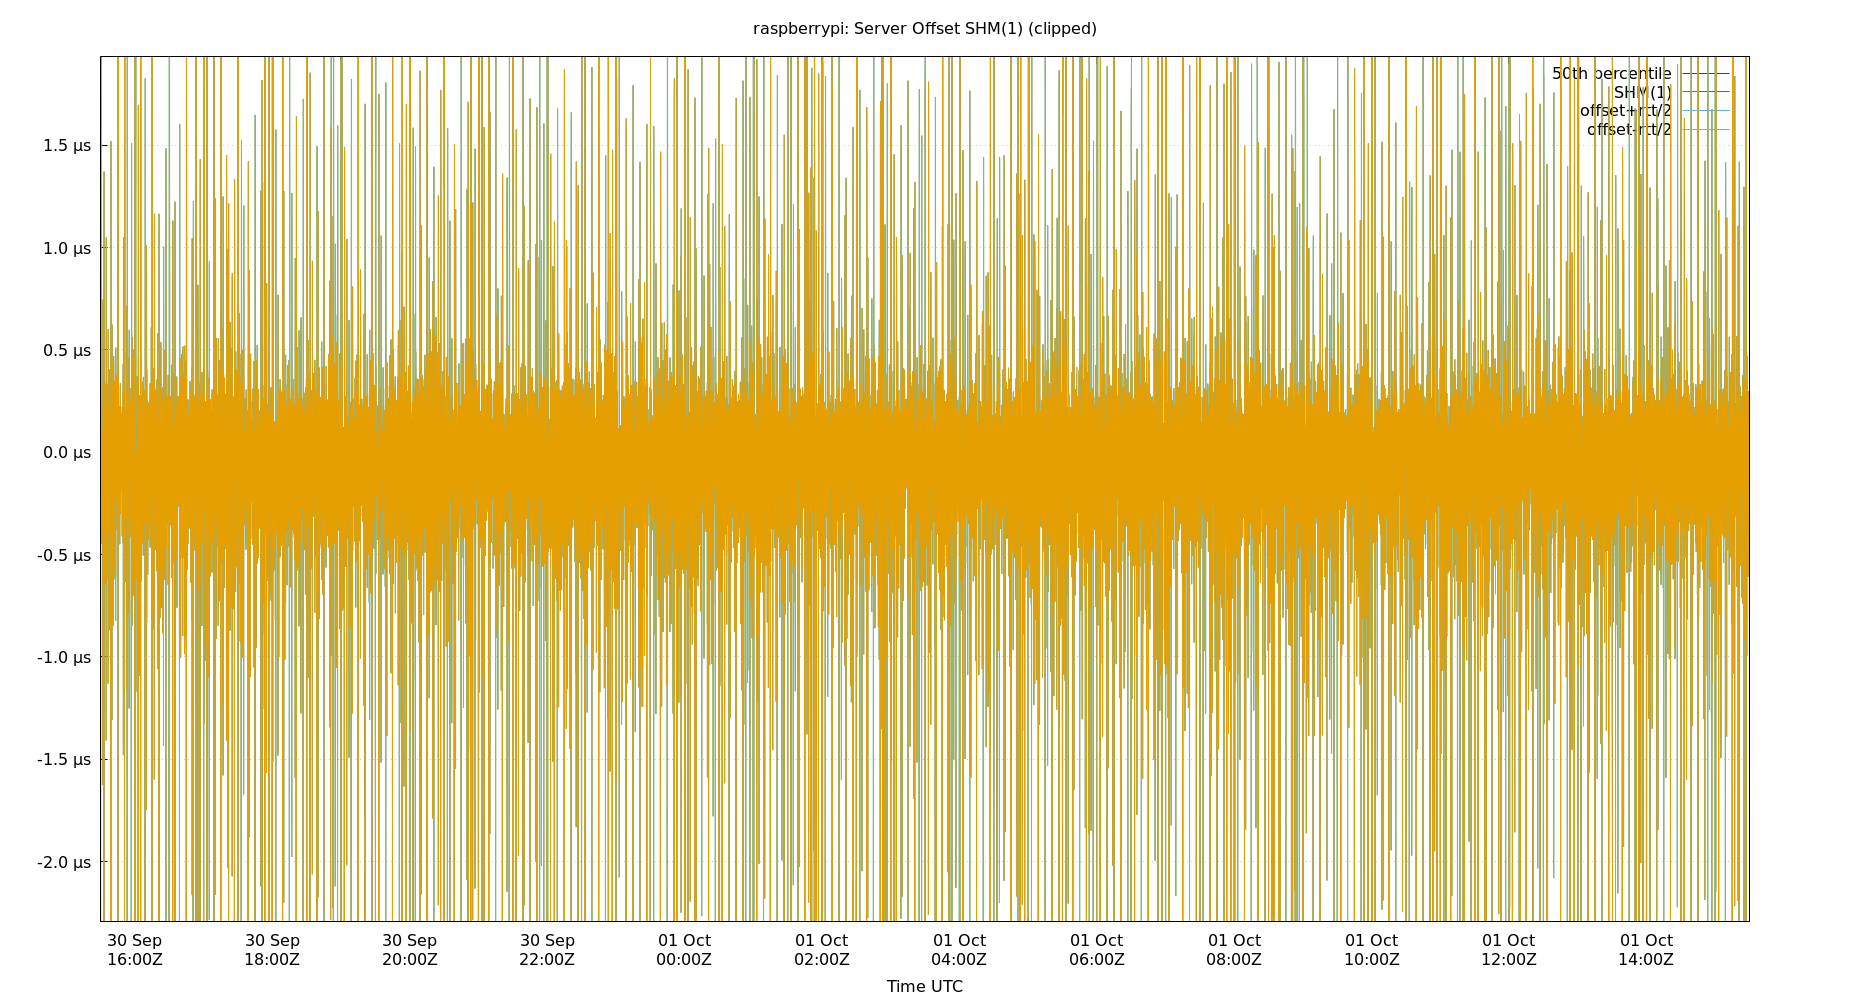 raspberrypi: Server Offset SHM(1) (clipped)
50th percentile
SHM(1)
offset+rtt/2
offset-rtt/2
1.5 µs
1.0 µs
0.5 µs
0.0 µs
-0.5 µs
-1.0 µs
-1.5 µs
-2.0 µs
30 Sep 30 Sep 30 Sep 30 Sep 01 Oct 01 Oct 01 Oct 01 Oct 01 Oct 01 Oct 01 Oct 01 Oct
16:00Z 18:00Z 20:00Z 22:00Z 00:00Z 02:00Z 04:00Z 06:00Z 08:00Z 10:00Z 12:00Z 14:00Z
Time UTC